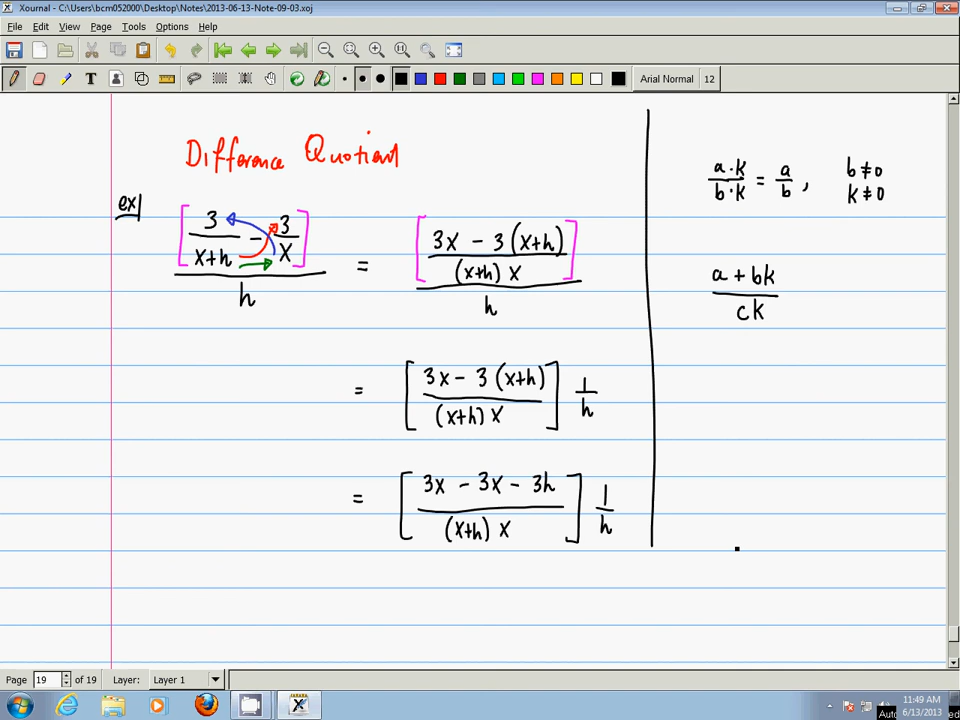 Xournal - C:\Users\bcm052000\Desktop\Notes\2013-06-13-Note-09-03.xoj
File Edit View Page Tools Options Help
T
Arial Normal 12
Difference Quotient
ex1
[ 3/(x+h) - 3/x ] / h = [ (3x - 3(x+h)) / ((x+h) x) ] / h
= [ (3x - 3(x+h)) / ((x+h) x) ] 1/h
= [ (3x - 3x - 3h) / ((x+h) x) ] 1/h
(a·k)/(b·k) = a/b , b≠0
k≠0
(a + bk)/(ck)
Page 19 of 19 Layer: Layer 1
11:49 AM
6/13/2013